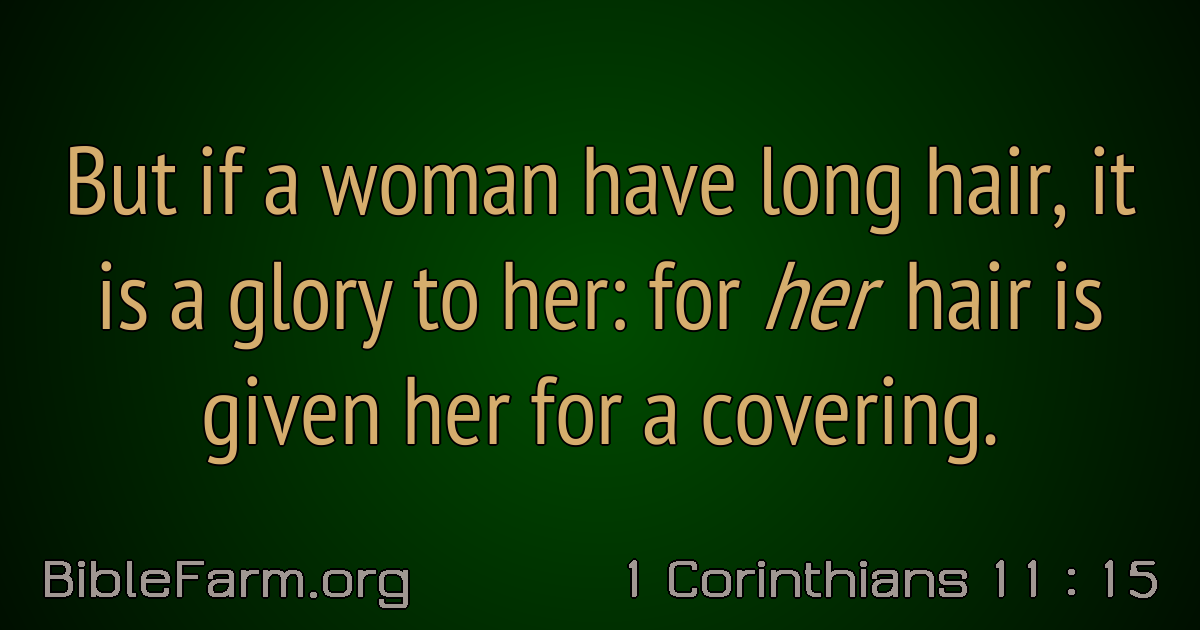 But if a woman have long hair, it
is a glory to her: for her hair is
given her for a covering.
BibleFarm.org
1 Corinthians 11 : 15